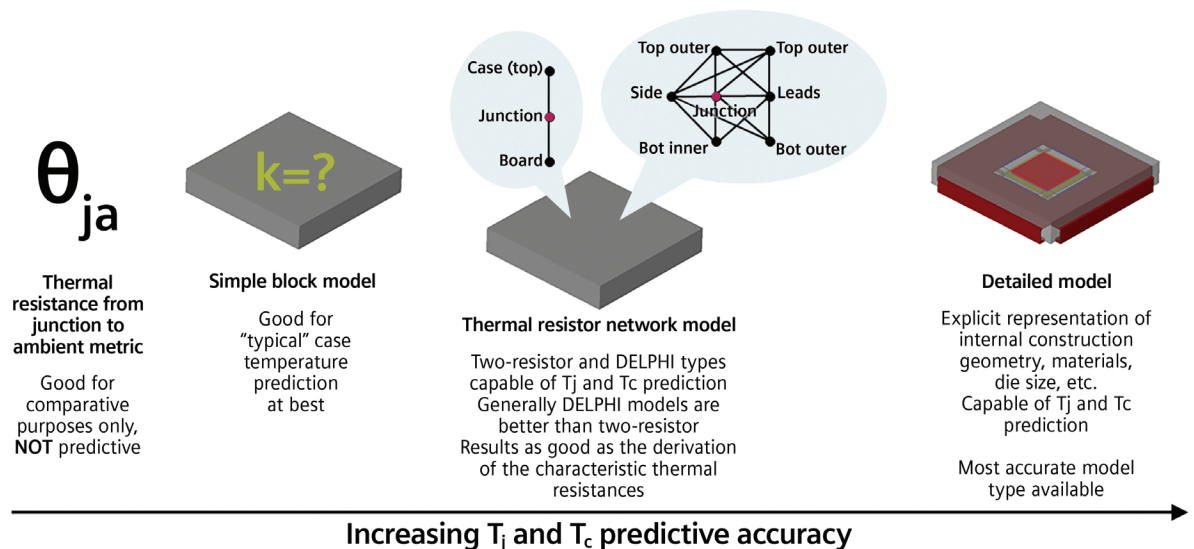 θja
Thermal
resistance from
junction to
ambient metric
Good for
comparative
purposes only,
NOT predictive
k=?
Simple block model
Good for
“typical” case
temperature
prediction
at best
Case (top)
Junction
Board
Top outer
Top outer
Side
Leads
Junction
Bot inner
Bot outer
Thermal resistor network model
Two-resistor and DELPHI types
capable of Tj and Tc prediction
Generally DELPHI models are
better than two-resistor
Results as good as the derivation
of the characteristic thermal
resistances
Detailed model
Explicit representation of
internal construction
geometry, materials,
die size, etc.
Capable of Tj and Tc
prediction
Most accurate model
type available
Increasing Tj and Tc predictive accuracy